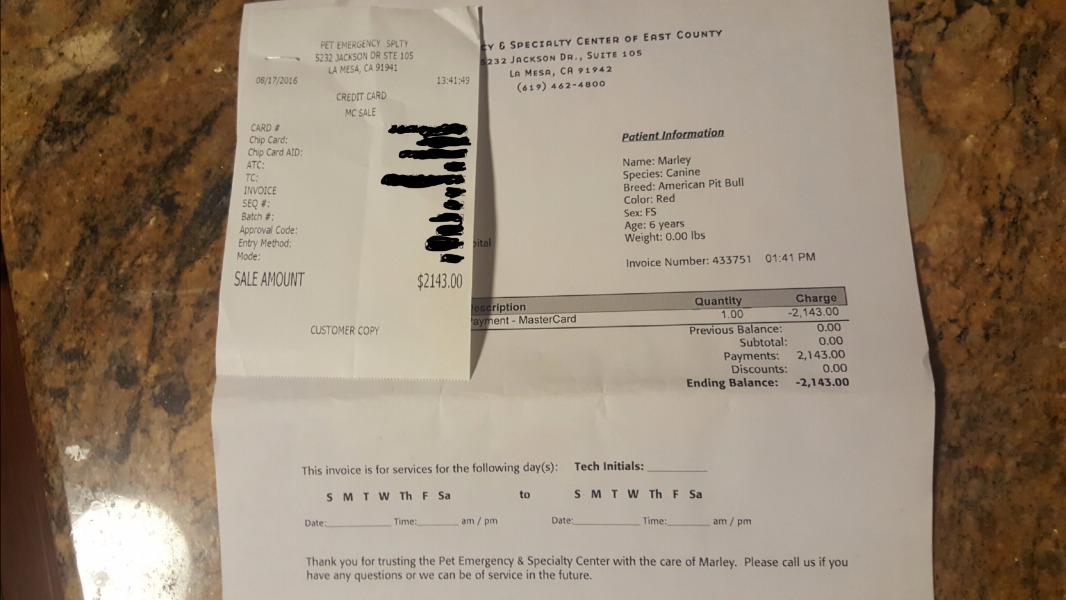 PET EMERGENCY SPLTY
5232 JACKSON DR STE 105
LA MESA, CA 91941
08/17/2016 13:41:49
CREDIT CARD
MC SALE
CARD #
Chip Card:
Chip Card AID:
ATC:
TC:
INVOICE
SEQ #:
Batch #:
Approval Code:
Entry Method:
Mode:
SALE AMOUNT $2143.00
CUSTOMER COPY
CY & SPECIALTY CENTER OF EAST COUNTY
5232 JACKSON DR., SUITE 105
LA MESA, CA 91942
(619) 462-4800
Patient Information
Name: Marley
Species: Canine
Breed: American Pit Bull
Color: Red
Sex: FS
Age: 6 years
Weight: 0.00 lbs
pital
Invoice Number: 433751 01:41 PM
escription Quantity Charge
ayment - MasterCard 1.00 -2,143.00
Previous Balance: 0.00
Subtotal: 0.00
Payments: 2,143.00
Discounts: 0.00
Ending Balance: -2,143.00
This invoice is for services for the following day(s): Tech Initials:
S M T W Th F Sa to S M T W Th F Sa
Date: Time: am / pm Date: Time: am / pm
Thank you for trusting the Pet Emergency & Specialty Center with the care of Marley. Please call us if you
have any questions or we can be of service in the future.